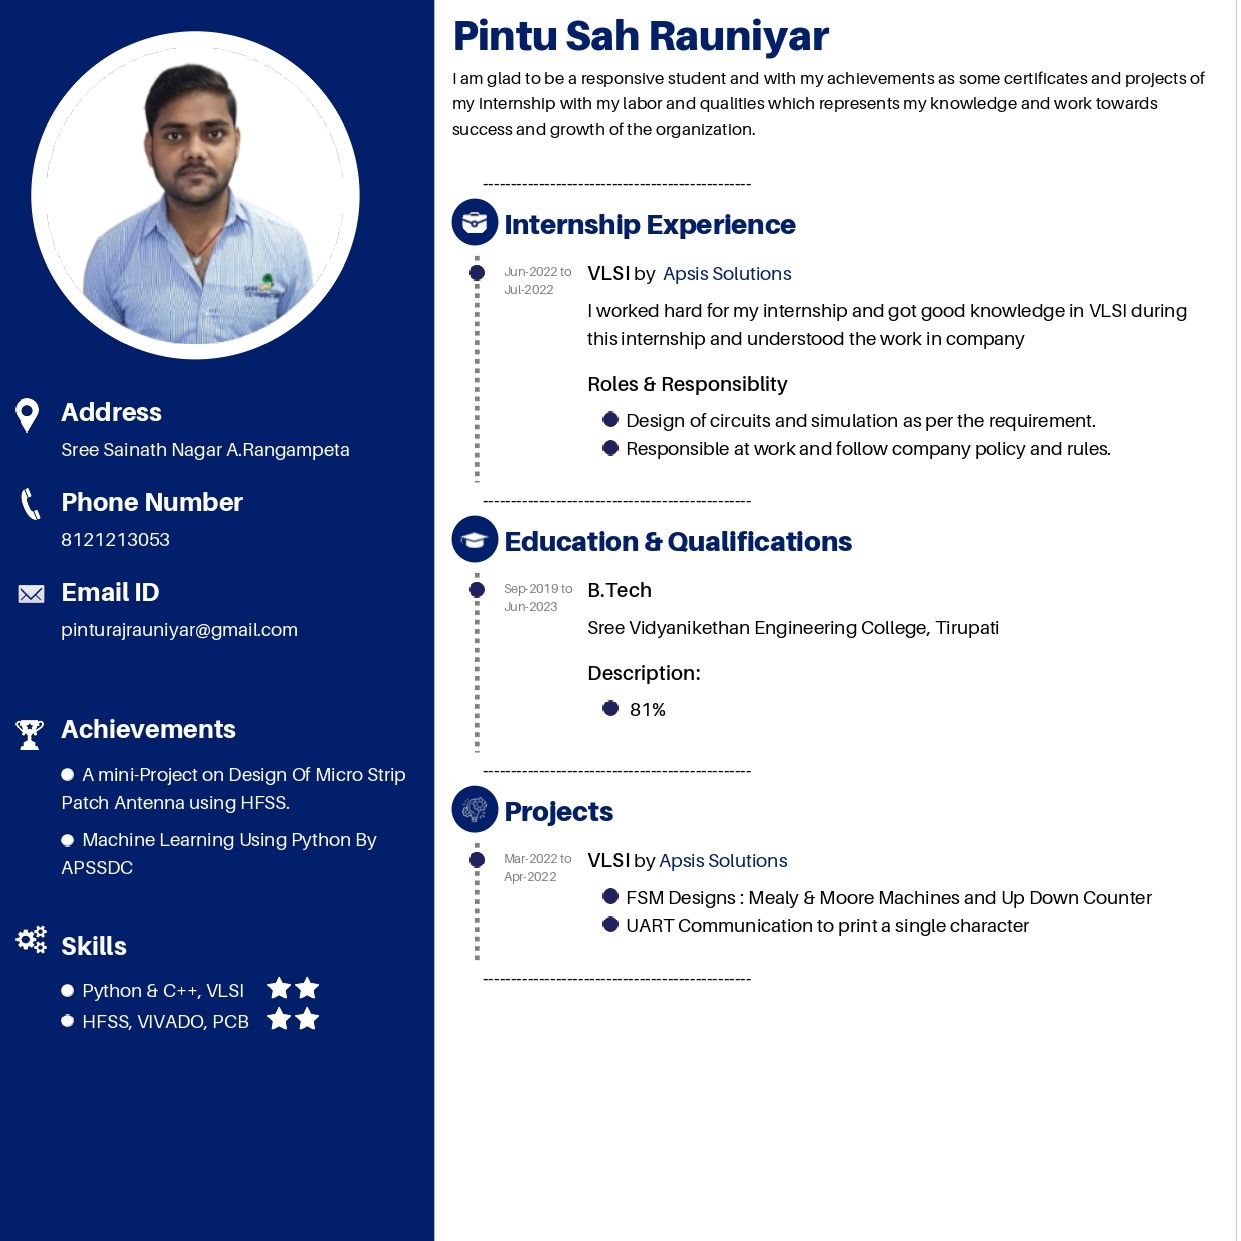 Pintu Sah Rauniyar
I am glad to be a responsive student and with my achievements as some certificates and projects of
my internship with my labor and qualities which represents my knowledge and work towards
success and growth of the organization.
------------------------------------------------
Internship Experience
Jun-2022 to
Jul-2022
VLSI by Apsis Solutions
I worked hard for my internship and got good knowledge in VLSI during
this internship and understood the work in company
Roles & Responsiblity
Design of circuits and simulation as per the requirement.
Responsible at work and follow company policy and rules.
------------------------------------------------
Education & Qualifications
Sep-2019 to
Jun-2023
B.Tech
Sree Vidyanikethan Engineering College, Tirupati
Description:
81%
------------------------------------------------
Projects
Mar-2022 to
Apr-2022
VLSI by Apsis Solutions
FSM Designs : Mealy & Moore Machines and Up Down Counter
UART Communication to print a single character
------------------------------------------------
Address
Sree Sainath Nagar A.Rangampeta
Phone Number
8121213053
Email ID
pinturajrauniyar@gmail.com
Achievements
A mini-Project on Design Of Micro Strip
Patch Antenna using HFSS.
Machine Learning Using Python By
APSSDC
Skills
Python & C++, VLSI
HFSS, VIVADO, PCB